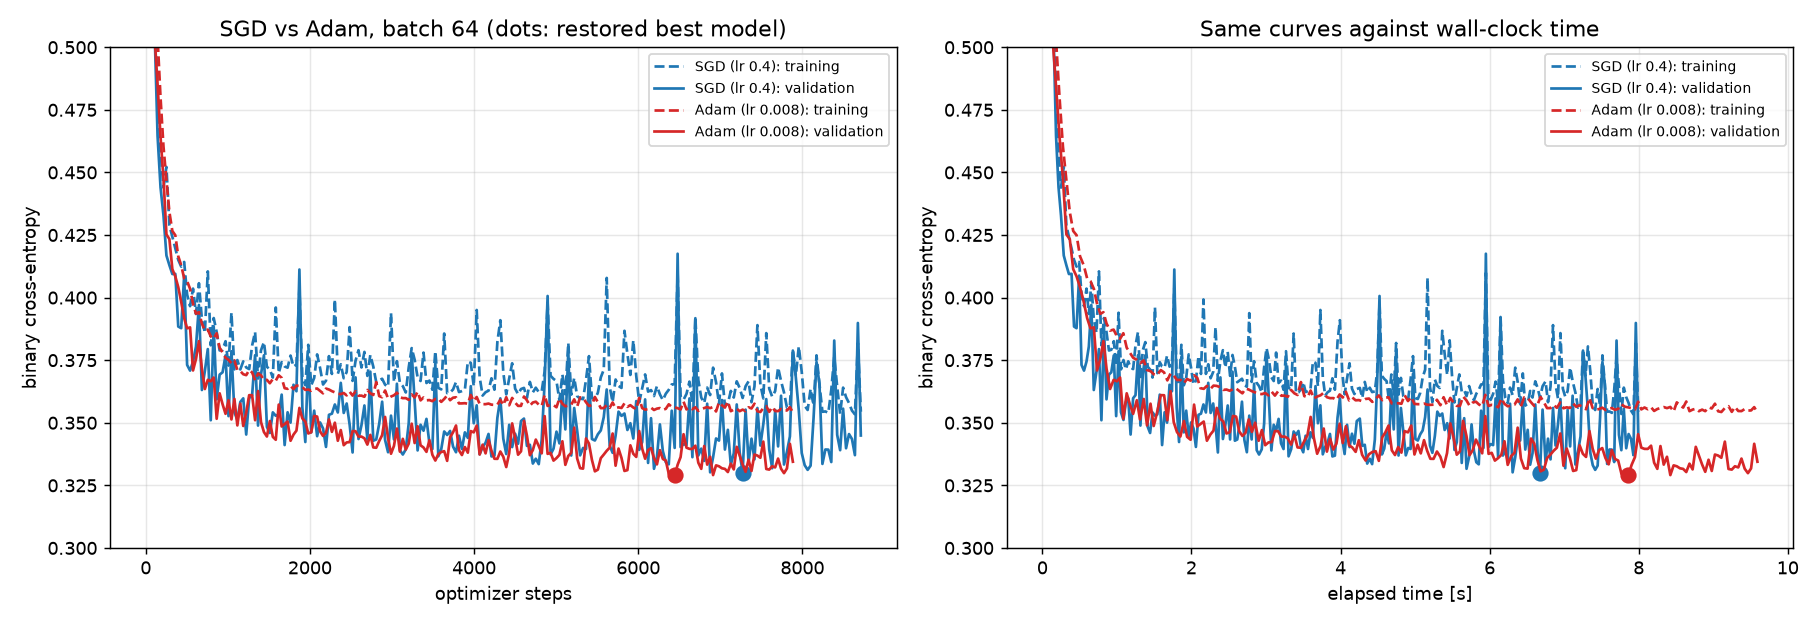 SGD vs Adam, batch 64 (dots: restored best model)
0.500
0.475
0.450
0.425
0.400
0.375
0.350
0.325
0.300
binary cross-entropy
SGD (lr 0.4): training
SGD (lr 0.4): validation
Adam (lr 0.008): training
Adam (lr 0.008): validation
0 2000 4000 6000 8000
optimizer steps
Same curves against wall-clock time
0.500
0.475
0.450
0.425
0.400
0.375
0.350
0.325
0.300
binary cross-entropy
SGD (lr 0.4): training
SGD (lr 0.4): validation
Adam (lr 0.008): training
Adam (lr 0.008): validation
0 2 4 6 8 10
elapsed time [s]